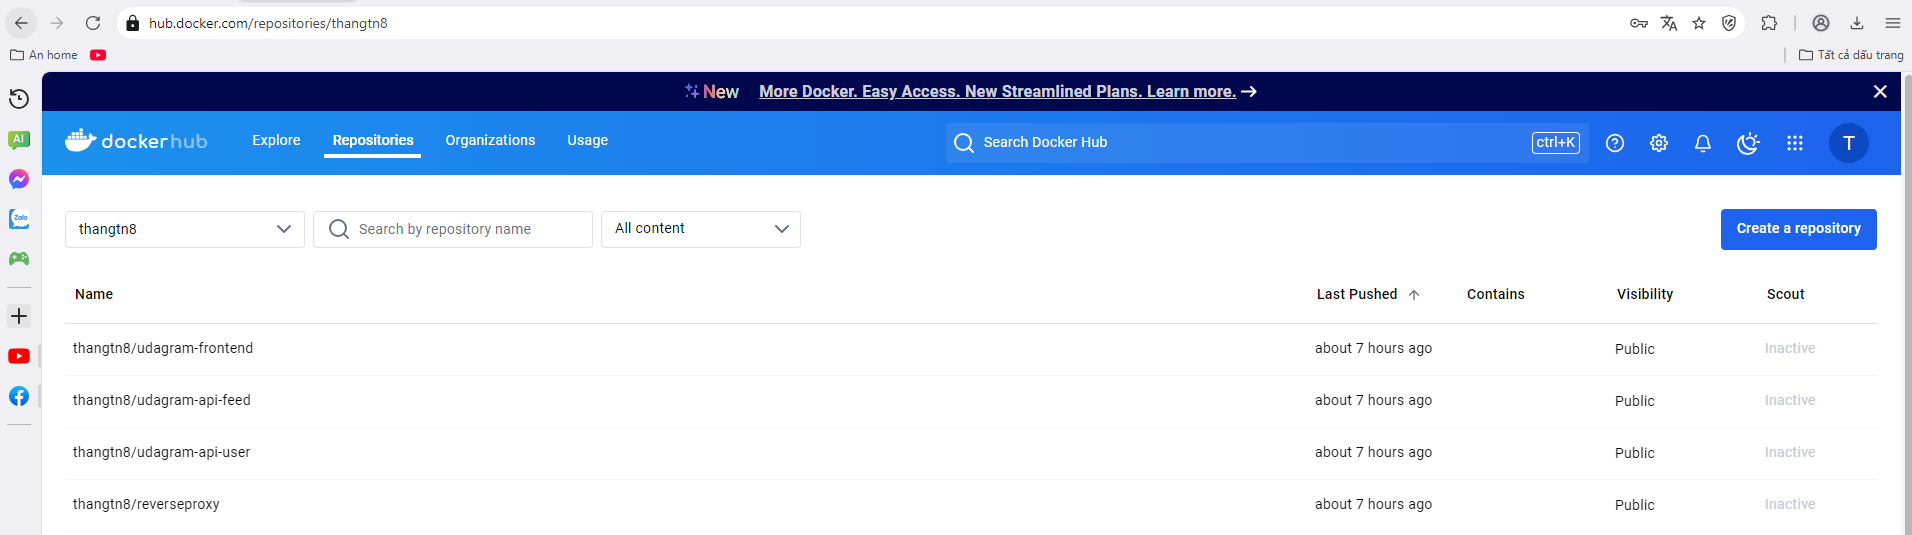 hub.docker.com/repositories/thangtn8
An home
Tất cả dấu trang
New More Docker. Easy Access. New Streamlined Plans. Learn more.
AI
dockerhub Explore Repositories Organizations Usage Search Docker Hub ctrl+K T
Zalo
thangtn8 Search by repository name All content Create a repository
Name Last Pushed Contains Visibility Scout
thangtn8/udagram-frontend about 7 hours ago Public Inactive
thangtn8/udagram-api-feed about 7 hours ago Public Inactive
thangtn8/udagram-api-user about 7 hours ago Public Inactive
thangtn8/reverseproxy about 7 hours ago Public Inactive